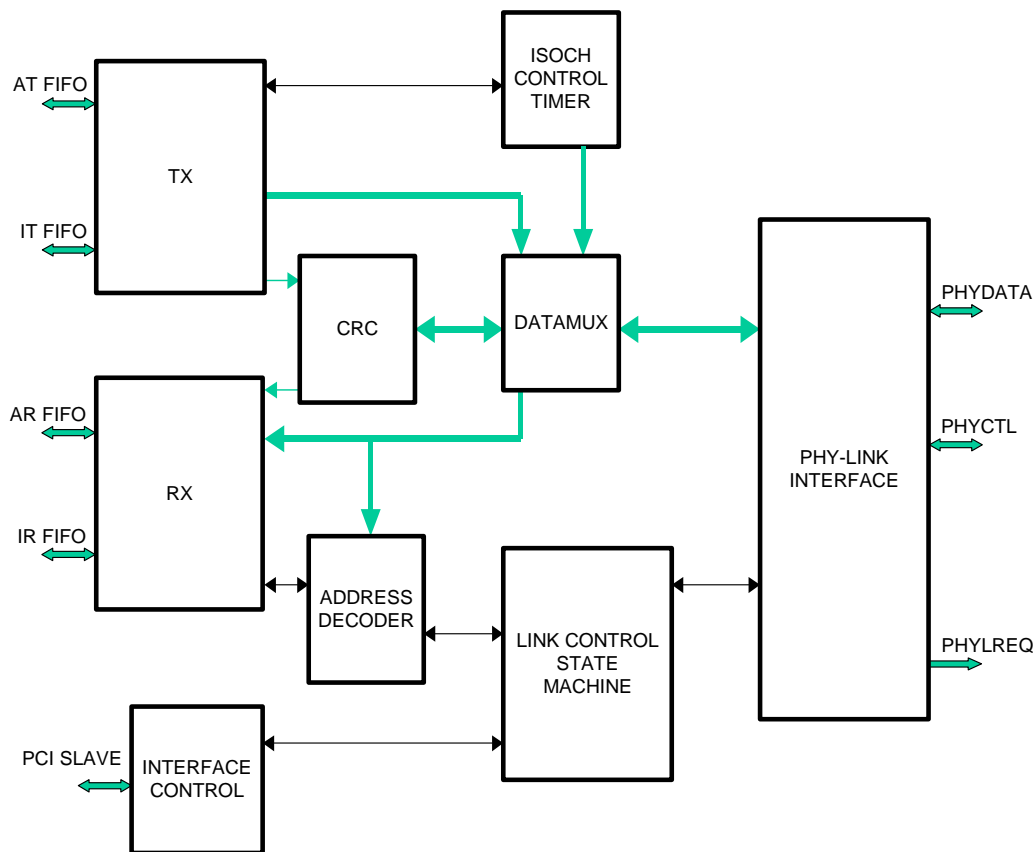 ISOCH
CONTROL
TIMER
AT FIFO
TX
IT FIFO
CRC
DATAMUX
PHYDATA
AR FIFO
PHYCTL
PHY-LINK
INTERFACE
RX
IR FIFO
ADDRESS
DECODER
LINK CONTROL
STATE
MACHINE
PHYLREQ
PCI SLAVE
INTERFACE
CONTROL